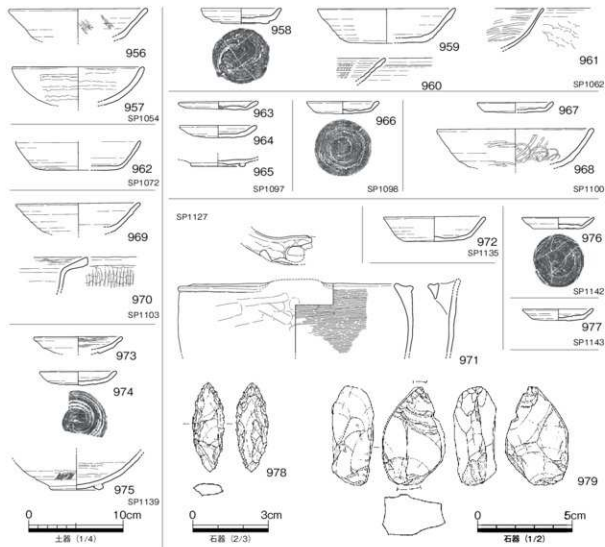 956
957
SP1054
958
959
960
961
SP1062
962
SP1072
963
964
965
SP1097
966
SP1098
967
968
SP1100
969
970
SP1103
SP1127
971
972
SP1135
976
SP1142
977
SP1143
973
974
975
SP1139
978
979
0 10cm
土器 (1/4)
0 3cm
石器 (2/3)
0 5cm
石器 (1/2)